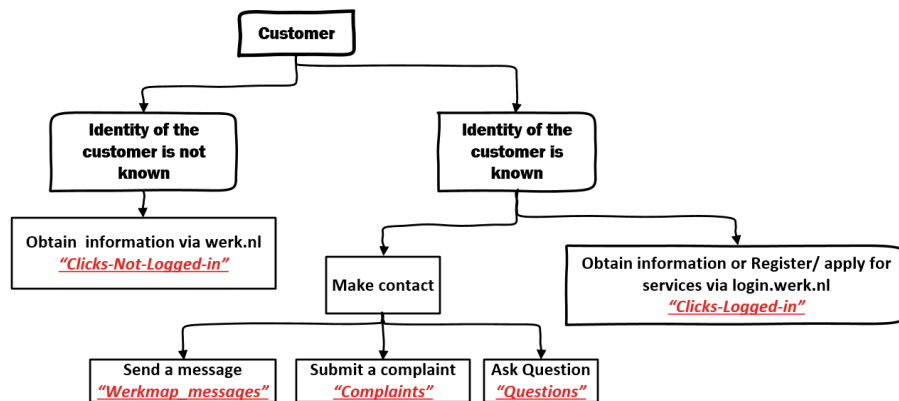 Customer
Identity of the
customer is not
known
Identity of the
customer is
known
Obtain information via werk.nl
“Clicks-Not-Logged-in”
Make contact
Obtain information or Register/ apply for
services via login.werk.nl
“Clicks-Logged-in”
Send a message
“Werkmap_messages”
Submit a complaint
“Complaints”
Ask Question
“Questions”